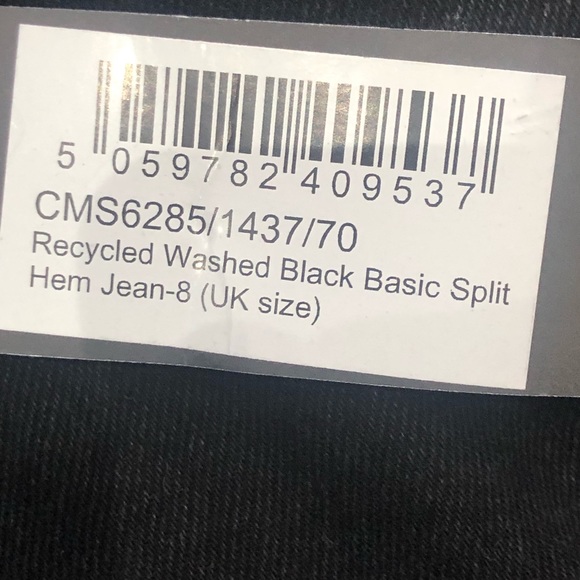 5 059782 409537
CMS6285/1437/70
Recycled Washed Black Basic Split
Hem Jean-8 (UK size)